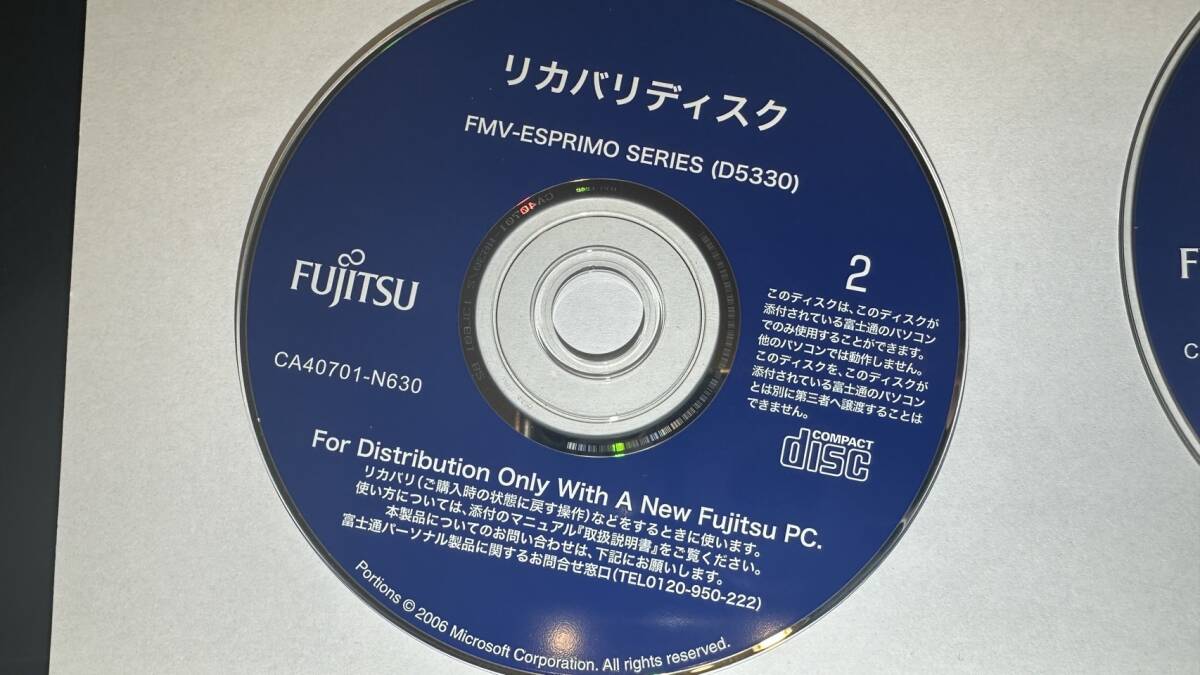 リカバリディスク
FMV-ESPRIMO SERIES (D5330)
FUJITSU
CA40701-N630
2
このディスクは、このディスクが
添付されている富士通のパソコン
でのみ使用することができます。
他のパソコンでは動作しません。
このディスクを、このディスクが
添付されている富士通のパソコン
とは別に第三者へ譲渡することは
できません。
COMPACT
disc
For Distribution Only With A New Fujitsu PC.
リカバリ(ご購入時の状態に戻す操作)などをするときに使います。
使い方については、添付のマニュアル『取扱説明書』をご覧ください。
本製品についてのお問い合わせは、下記にお願いします。
富士通パーソナル製品に関するお問合せ窓口(TEL0120-950-222)
Portions © 2006 Microsoft Corporation. All rights reserved.
F
C